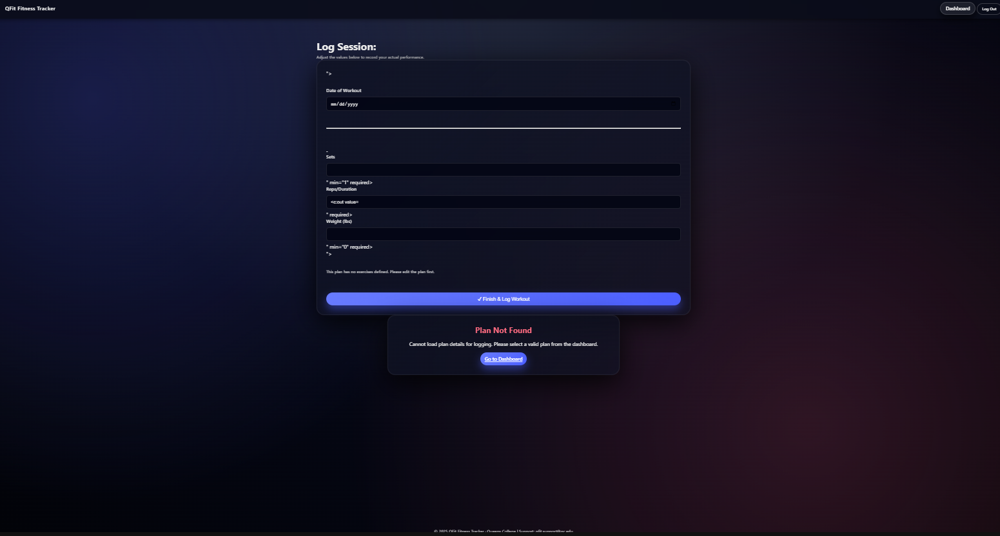 QFit Fitness Tracker
Dashboard
Log Out
Log Session:
Adjust the values below to record your actual performance.
">
Date of Workout
mm/dd/yyyy
-
Sets
" min="1" required>
Reps/Duration
<c:out value=
" required>
Weight (lbs)
" min="0" required>
">
This plan has no exercises defined. Please edit the plan first.
✓ Finish & Log Workout
Plan Not Found
Cannot load plan details for logging. Please select a valid plan from the dashboard.
Go to Dashboard
© 2025 QFit Fitness Tracker · Queens College | Support: